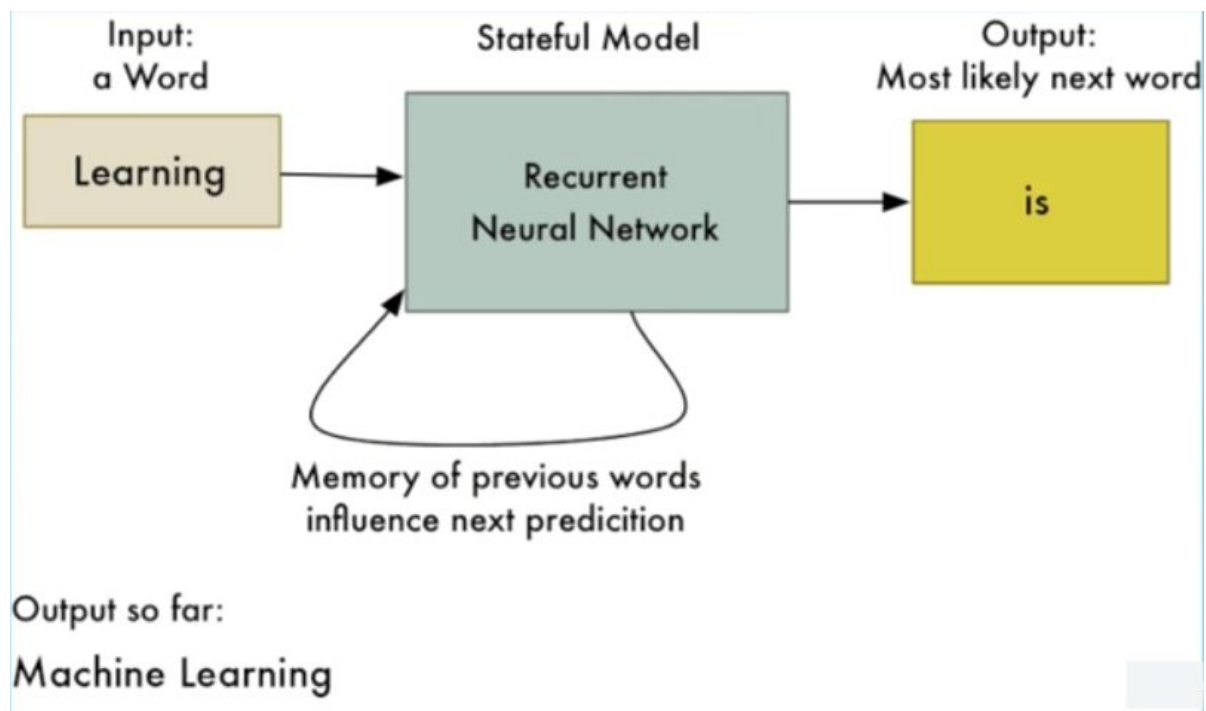 Input:
a Word
Stateful Model
Output:
Most likely next word
Learning
Recurrent
Neural Network
is
Memory of previous words
influence next predicition
Output so far:
Machine Learning